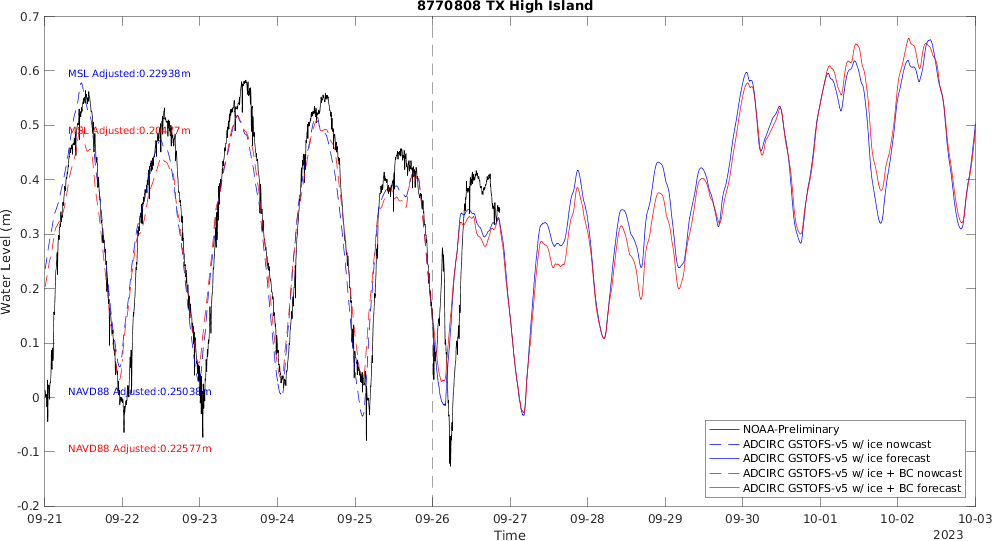 8770808 TX High Island
0.7
0.6
0.5
0.4
0.3
0.2
0.1
0
-0.1
-0.2
Water Level (m)
MSL Adjusted:0.22938m
MSL Adjusted:0.20477m
NAVD88 Adjusted:0.25038m
NAVD88 Adjusted:0.22577m
NOAA-Preliminary
ADCIRC GSTOFS-v5 w/ ice nowcast
ADCIRC GSTOFS-v5 w/ ice forecast
ADCIRC GSTOFS-v5 w/ ice + BC nowcast
ADCIRC GSTOFS-v5 w/ ice + BC forecast
09-21 09-22 09-23 09-24 09-25 09-26 09-27 09-28 09-29 09-30 10-01 10-02 10-03
Time
2023